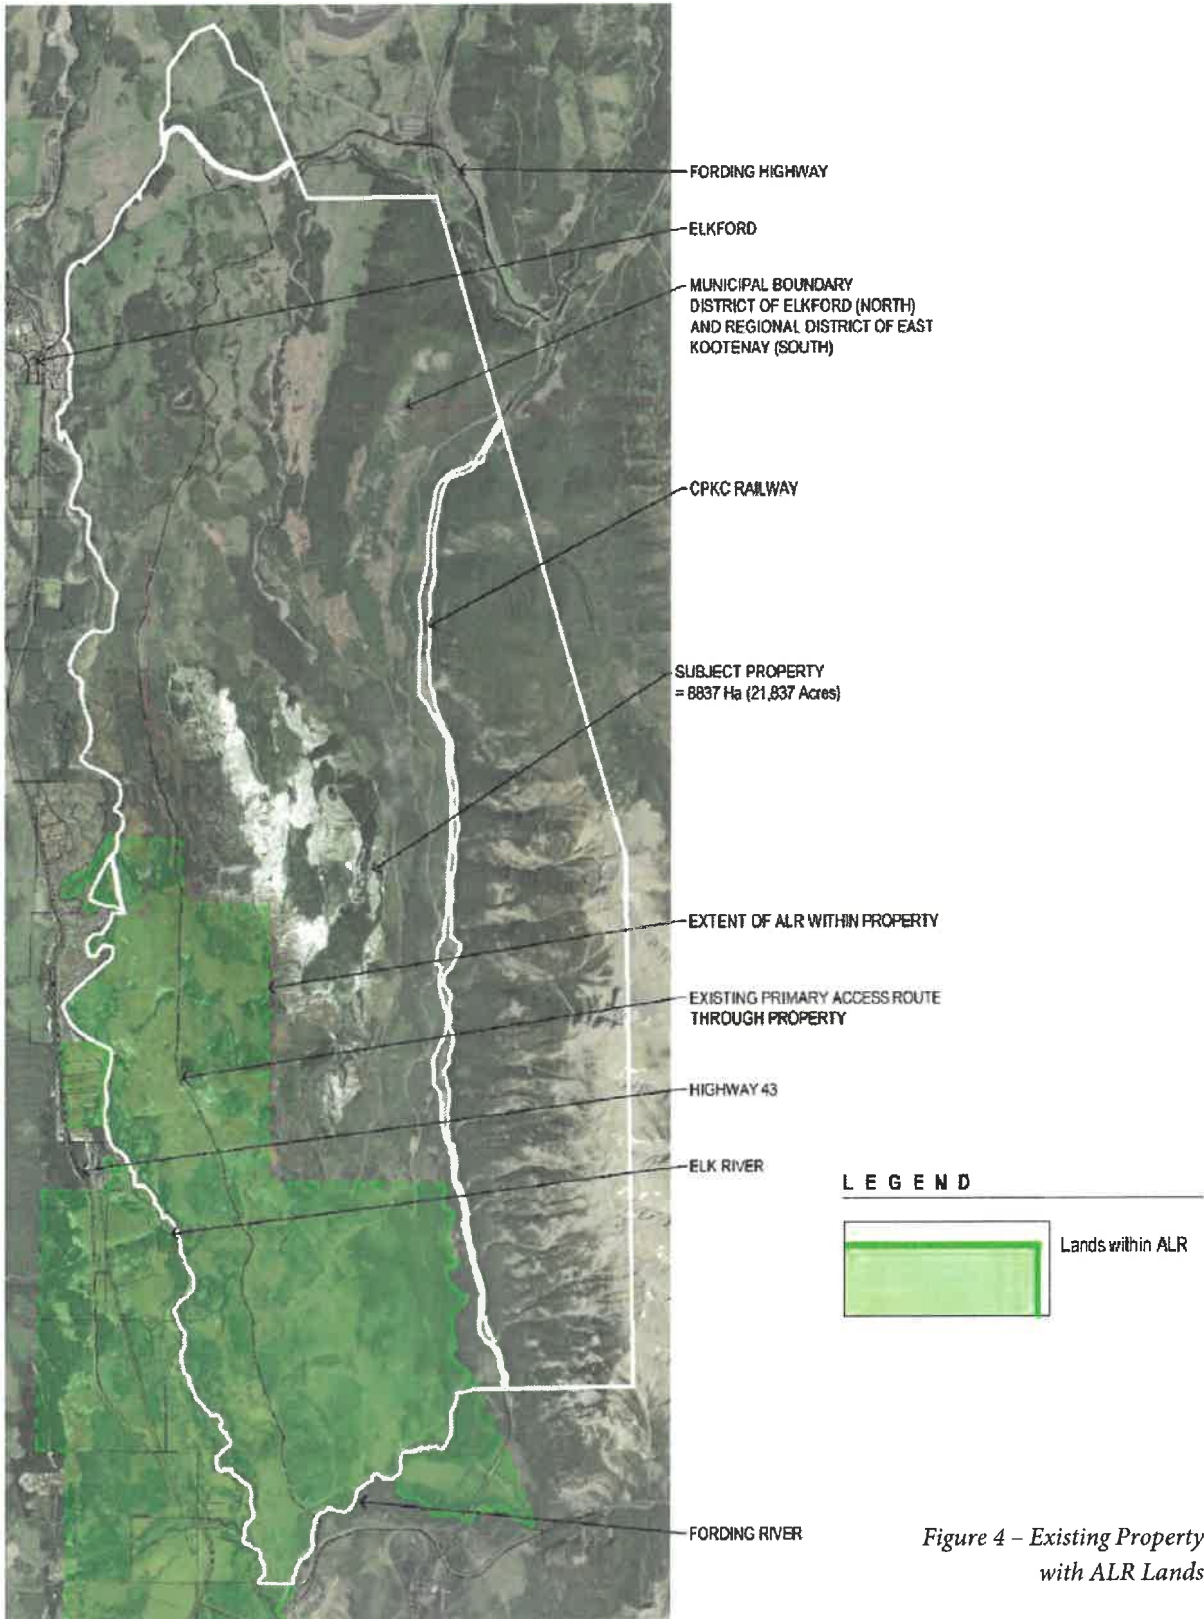 FORDING HIGHWAY
ELKFORD
MUNICIPAL BOUNDARY
DISTRICT OF ELKFORD (NORTH)
AND REGIONAL DISTRICT OF EAST
KOOTENAY (SOUTH)
CPKC RAILWAY
SUBJECT PROPERTY
= 8837 Ha (21,837 Acres)
EXTENT OF ALR WITHIN PROPERTY
EXISTING PRIMARY ACCESS ROUTE
THROUGH PROPERTY
HIGHWAY 43
ELK RIVER
LEGEND
Lands within ALR
FORDING RIVER
Figure 4 – Existing Property
with ALR Lands